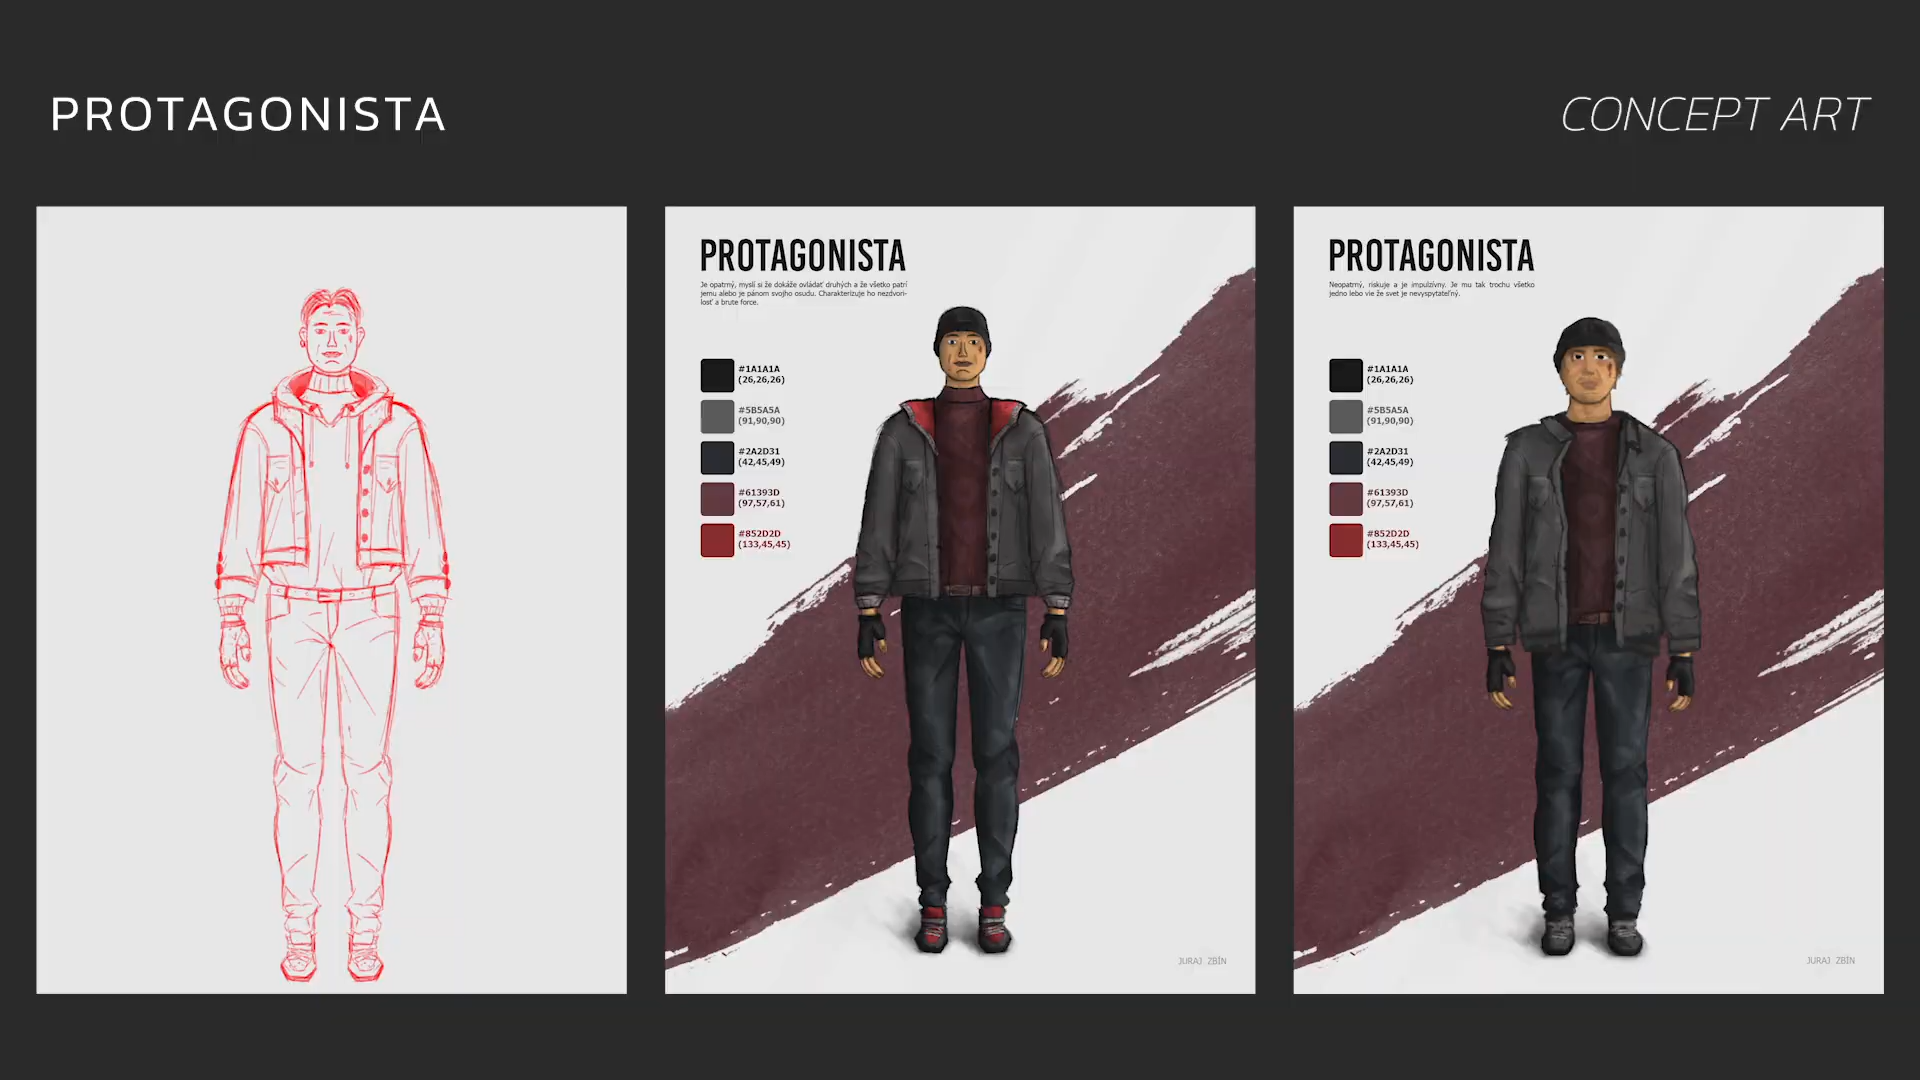 PROTAGONISTA
CONCEPT ART
PROTAGONISTA
Je opatrný, myslí si že dokáže ovládať druhých a že všetko patrí
jemu alebo je pánom svojho osudu. Charakterizuje ho nezdvori-
losť a brute force.
#1A1A1A
(26,26,26)
#5B5A5A
(91,90,90)
#2A2D31
(42,45,49)
#61393D
(97,57,61)
#852D2D
(133,45,45)
JURAJ ZBÍN
PROTAGONISTA
Neopatrný, riskuje a je impulzívny. Je mu tak trochu všetko
jedno lebo vie že svet je nevyspytateľný.
#1A1A1A
(26,26,26)
#5B5A5A
(91,90,90)
#2A2D31
(42,45,49)
#61393D
(97,57,61)
#852D2D
(133,45,45)
JURAJ ZBÍN